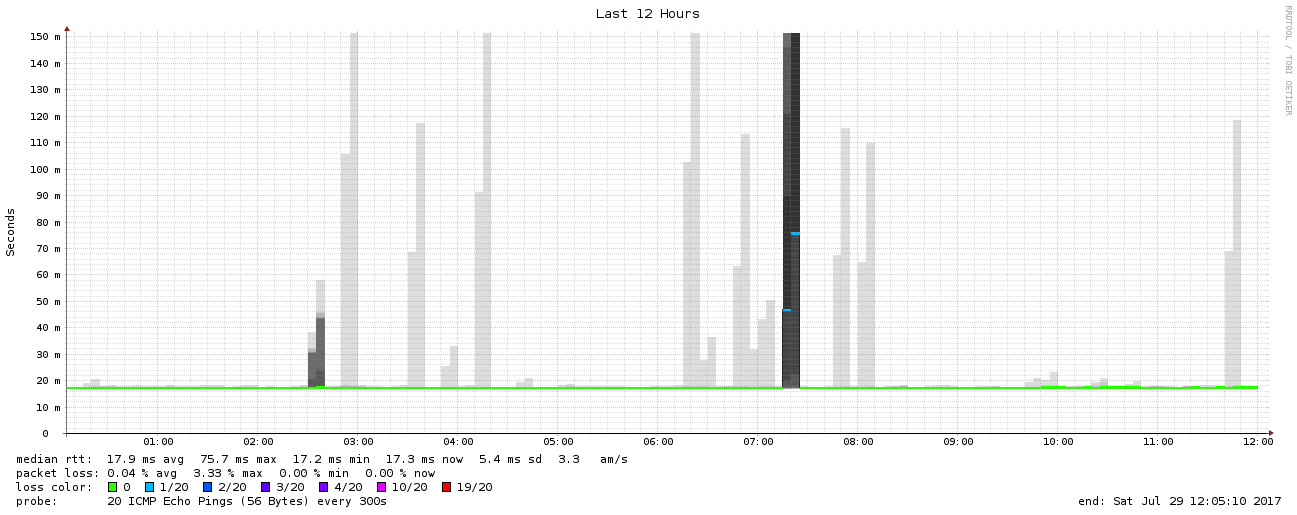 Last 12 Hours
RRDTOOL / TOBI OETIKER
Seconds
150 m
140 m
130 m
120 m
110 m
100 m
90 m
80 m
70 m
60 m
50 m
40 m
30 m
20 m
10 m
0
01:00 02:00 03:00 04:00 05:00 06:00 07:00 08:00 09:00 10:00 11:00 12:00
median rtt: 17.9 ms avg 75.7 ms max 17.2 ms min 17.3 ms now 5.4 ms sd 3.3 am/s
packet loss: 0.04 % avg 3.33 % max 0.00 % min 0.00 % now
loss color: 0 1/20 2/20 3/20 4/20 10/20 19/20
probe: 20 ICMP Echo Pings (56 Bytes) every 300s end: Sat Jul 29 12:05:10 2017